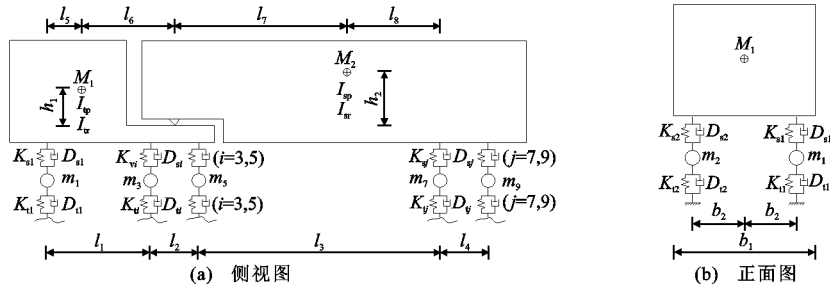 l5 l6 l7 l8
M1 M2 M1
h1 Itp Itr Isp Isr h2
Ks1 Ds1 Kvi Dsi (i=3,5) Ksj Dsj (j=7,9) Ks2 Ds2 Ks1 Ds1
m1 m3 m5 m7 m9 m2 m1
Kt1 Dt1 Kti Dti (i=3,5) Ktj Dtj (j=7,9) Kt2 Dt2 Kt1 Dt1
b2 b2
l1 l2 l3 l4 b1
(a) 侧视图 (b) 正面图